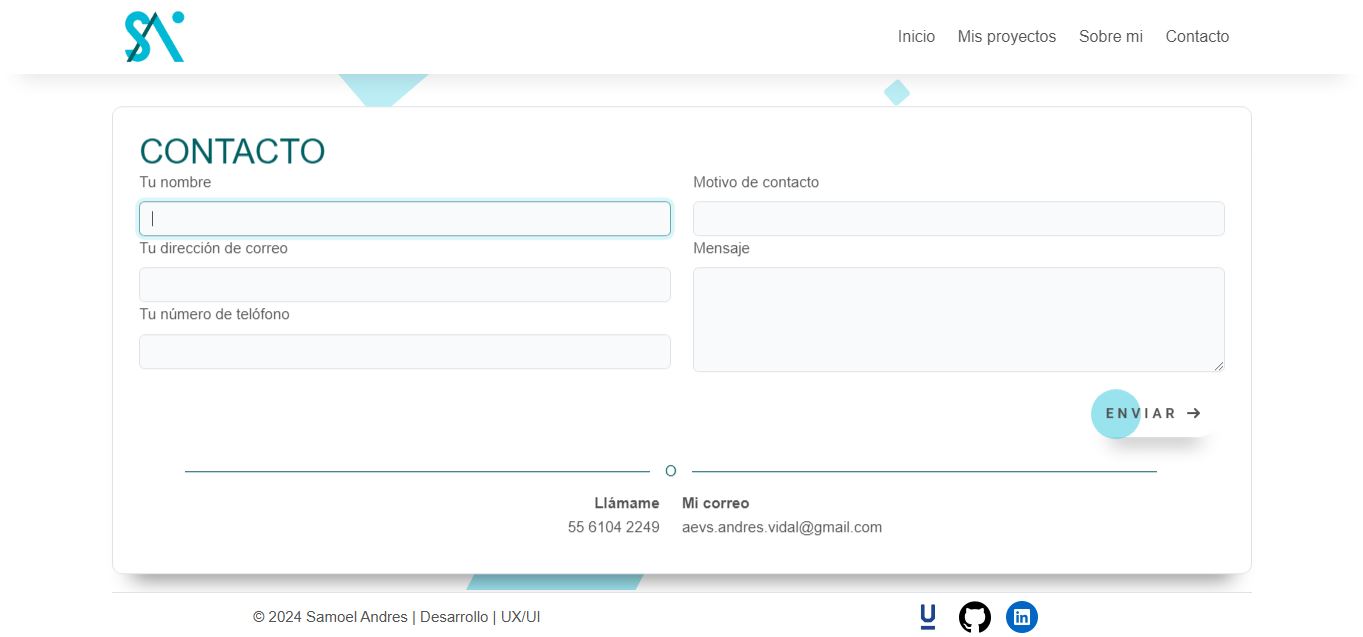 SA
Inicio Mis proyectos Sobre mi Contacto
CONTACTO
Tu nombre
Motivo de contacto
Tu dirección de correo
Mensaje
Tu número de telófono
ENVIAR →
O
Llámame Mi correo
55 6104 2249 aevs.andres.vidal@gmail.com
© 2024 Samoel Andres | Desarrollo | UX/UI
U
in